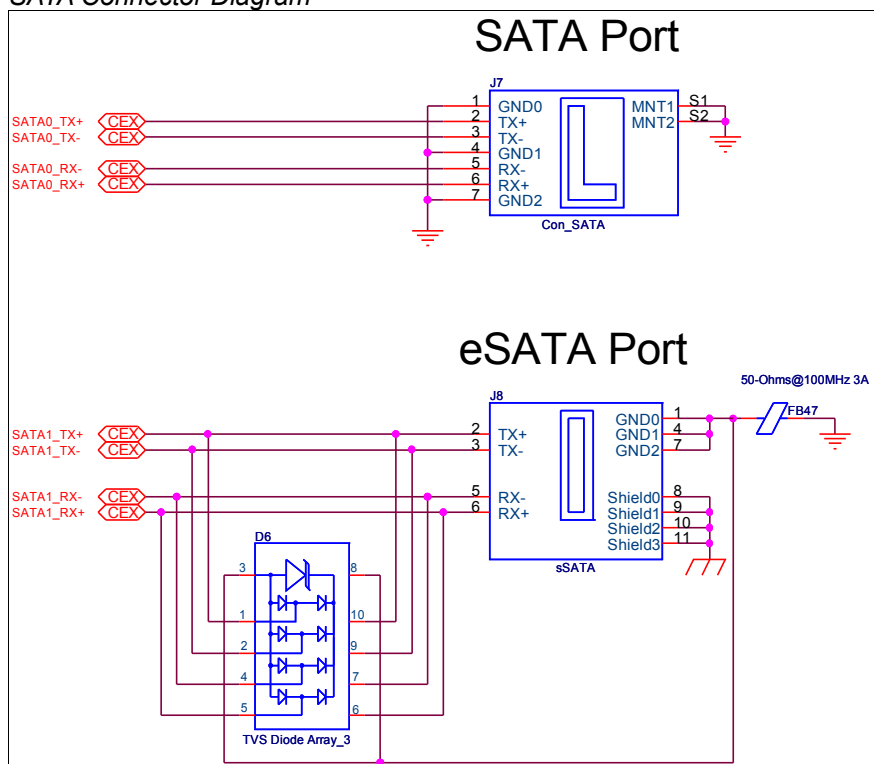 SATA Connector Diagram
SATA Port
J7
SATA0_TX+ CEX 1 GND0 MNT1 S1
SATA0_TX- CEX 2 TX+ MNT2 S2
3 TX-
4 GND1
SATA0_RX- CEX 5 RX-
SATA0_RX+ CEX 6 RX+
7 GND2
Con_SATA
eSATA Port
50-Ohms@100MHz 3A
J8
FB47
SATA1_TX+ CEX 2 TX+ GND0 1
SATA1_TX- CEX 3 TX- GND1 4
GND2 7
SATA1_RX- CEX 5 RX- Shield0 8
SATA1_RX+ CEX 6 RX+ Shield1 9
Shield2 10
Shield3 11
sSATA
D6
3 8
1 10
2 9
4 7
5 6
TVS Diode Array_3